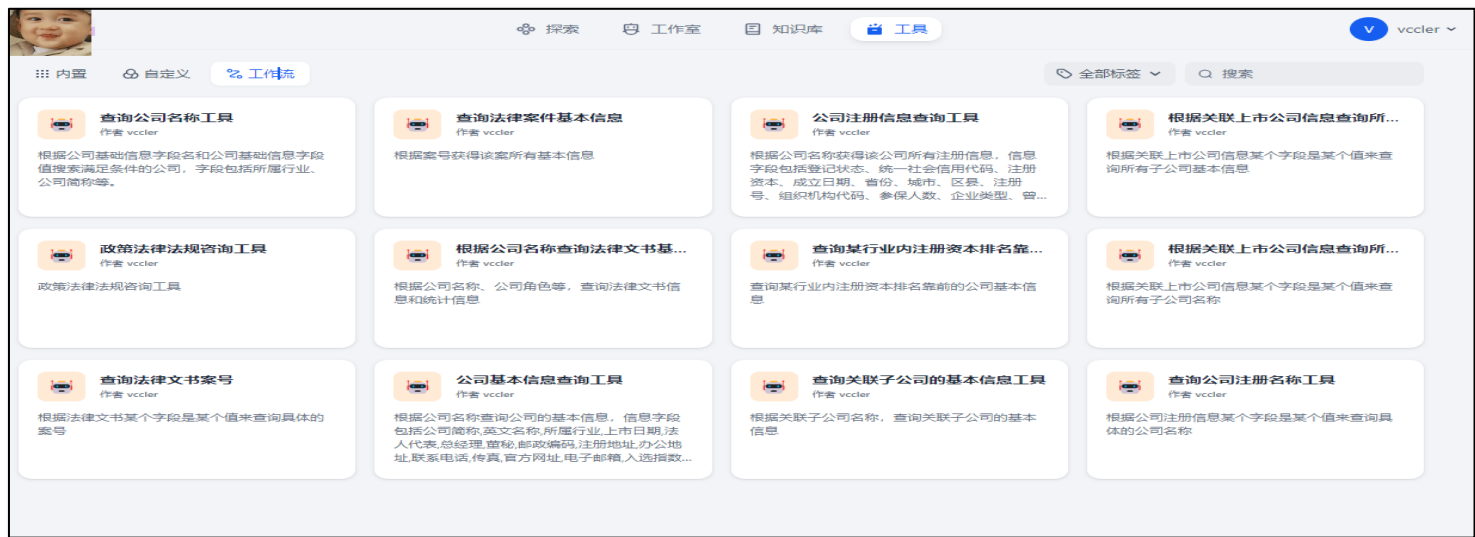 探索 工作室 知识库 工具 V vccler
内置 自定义 工作流 全部标签 搜索
查询公司名称工具
作者 vccler
根据公司基础信息字段名和公司基础信息字段
值搜索满足条件的公司，字段包括所属行业、
公司简称等。
查询法律案件基本信息
作者 vccler
根据案号获得该案所有基本信息
公司注册信息查询工具
作者 vccler
根据公司名称获得该公司所有注册信息，信息
字段包括登记状态、统一社会信用代码、注册
资本、成立日期、省份、城市、区县、注册
号、组织机构代码、参保人数、企业类型、曾...
根据关联上市公司信息查询所...
作者 vccler
根据关联上市公司信息某个字段是某个值来查
询所有子公司基本信息
政策法律法规咨询工具
作者 vccler
政策法律法规咨询工具
根据公司名称查询法律文书基...
作者 vccler
根据公司名称、公司角色等，查询法律文书信
息和统计信息
查询某行业内注册资本排名靠...
作者 vccler
查询某行业内注册资本排名靠前的公司基本信
息
根据关联上市公司信息查询所...
作者 vccler
根据关联上市公司信息某个字段是某个值来查
询所有子公司名称
查询法律文书案号
作者 vccler
根据法律文书某个字段是某个值来查询具体的
案号
公司基本信息查询工具
作者 vccler
根据公司名称查询公司的基本信息，信息字段
包括公司简称,英文名称,所属行业,上市日期,法
人代表,总经理,董秘,邮政编码,注册地址,办公地
址,联系电话,传真,官方网址,电子邮箱,入选指数...
查询关联子公司的基本信息工具
作者 vccler
根据关联子公司名称，查询关联子公司的基本
信息
查询公司注册名称工具
作者 vccler
根据公司注册信息某个字段是某个值来查询具
体的公司名称